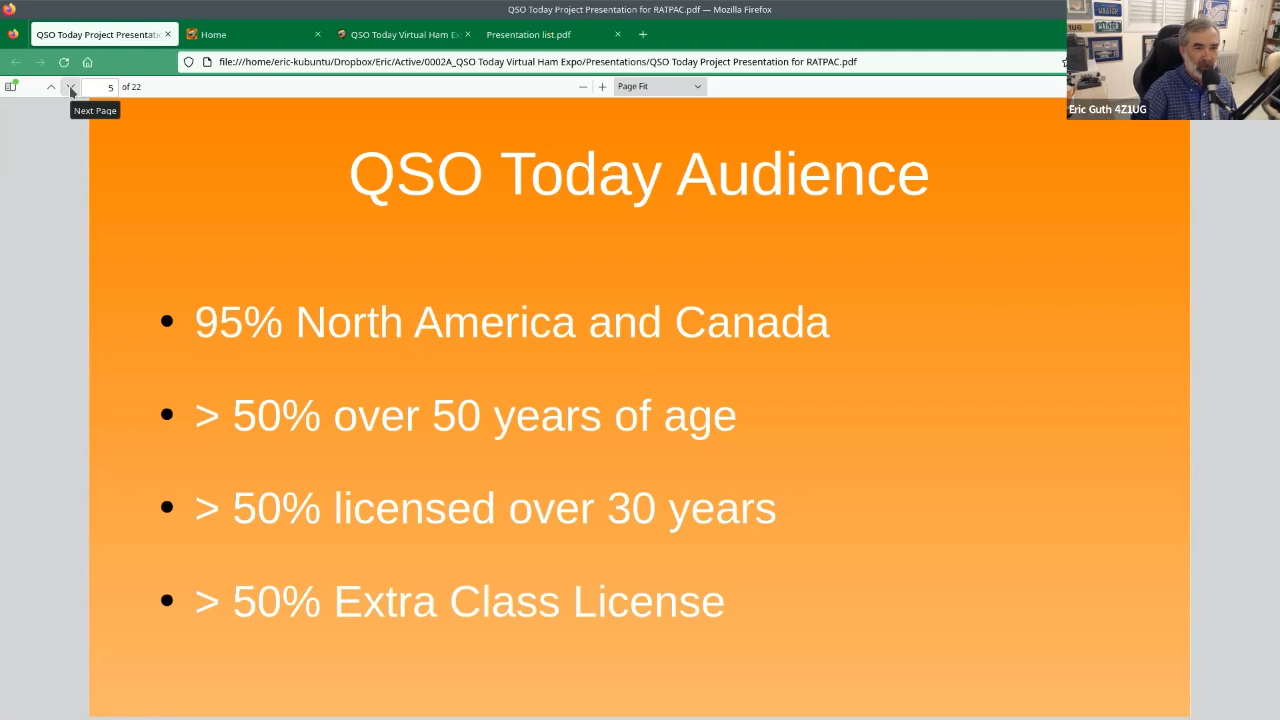 QSO Today Project Presentation for RATPAC.pdf — Mozilla Firefox
QSO Today Project Presentatio
Home
QSO Today Virtual Ham Ex
Presentation list.pdf
file:///home/eric-kubuntu/Dropbox/Eric/Active/0002A_QSO Today Virtual Ham Expo/Presentations/QSO Today Project Presentation for RATPAC.pdf
5 of 22
Page Fit
Next Page
Eric Guth 4Z1UG
QSO Today Audience
• 95% North America and Canada
• > 50% over 50 years of age
• > 50% licensed over 30 years
• > 50% Extra Class License